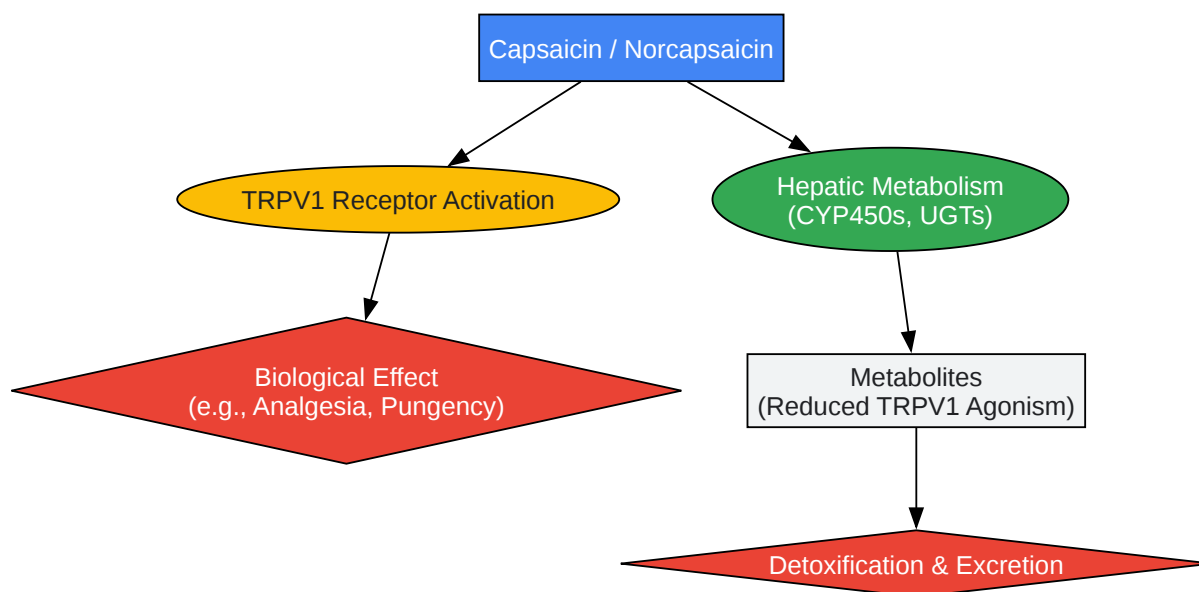 Capsaicin / Norcapsaicin
TRPV1 Receptor Activation
Hepatic Metabolism
(CYP450s, UGTs)
Biological Effect
(e.g., Analgesia, Pungency)
Metabolites
(Reduced TRPV1 Agonism)
Detoxification & Excretion